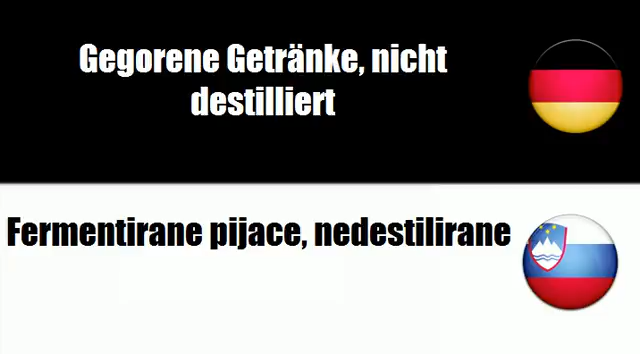 Gegorene Getränke, nicht
destilliert
Fermentirane pijace, nedestilirane